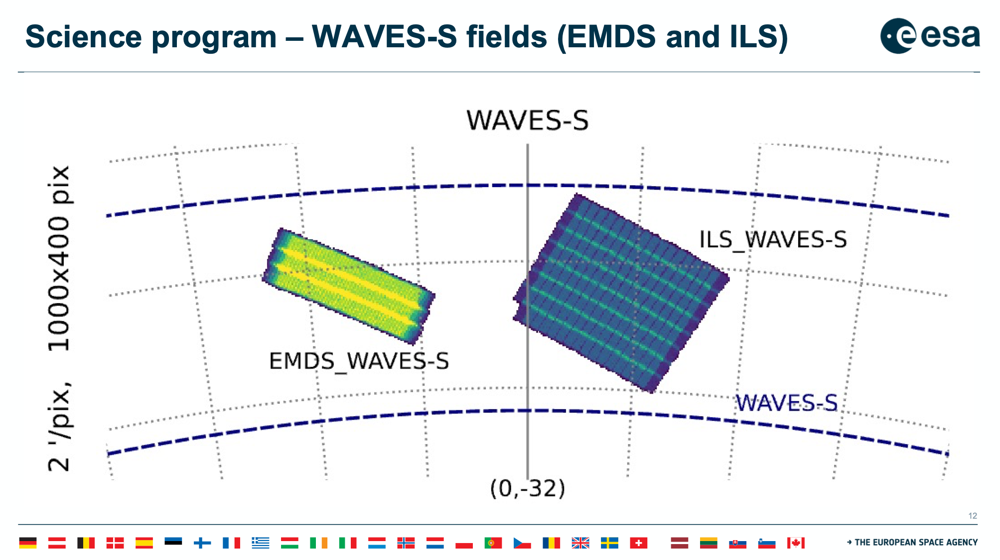 Science program – WAVES-S fields (EMDS and ILS)
esa
WAVES-S
2 '/pix, 1000x400 pix
ILS_WAVES-S
EMDS_WAVES-S
WAVES-S
(0,-32)
12
→ THE EUROPEAN SPACE AGENCY